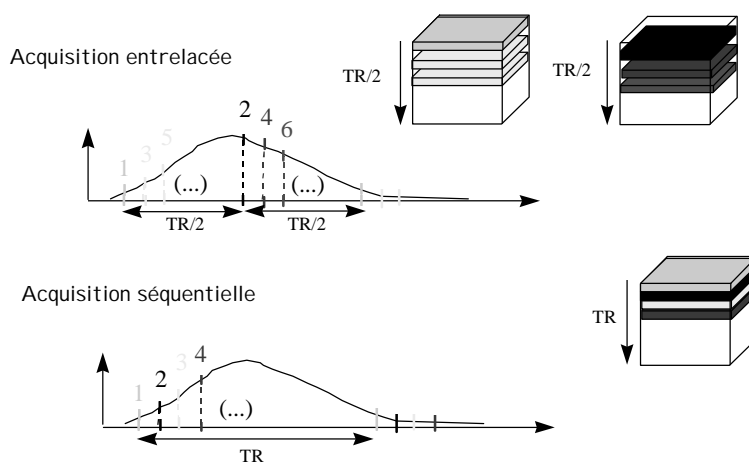 Acquisition entrelacée
TR/2
TR/2
1 3 5 2 4 6
(...) (...)
TR/2 TR/2
Acquisition séquentielle
TR
1 2 3 4
(...)
TR